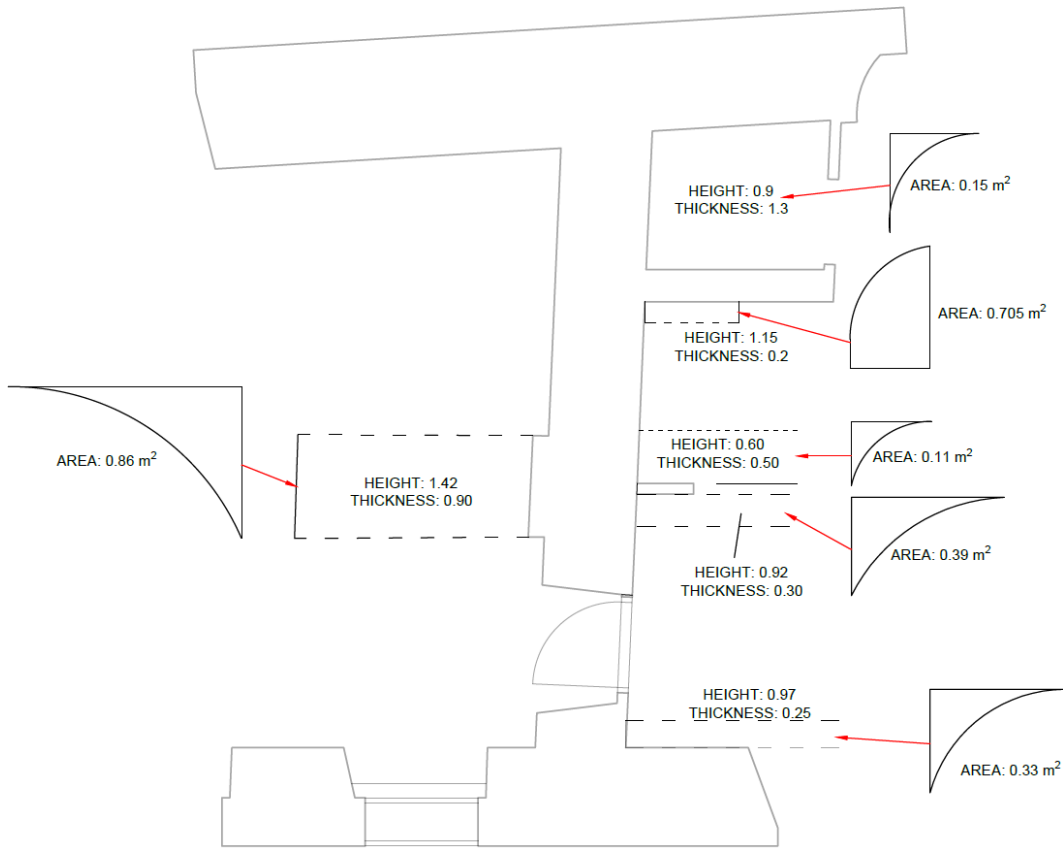 HEIGHT: 0.9
THICKNESS: 1.3
AREA: 0.15 m²
HEIGHT: 1.15
THICKNESS: 0.2
AREA: 0.705 m²
AREA: 0.86 m²
HEIGHT: 1.42
THICKNESS: 0.90
HEIGHT: 0.60
THICKNESS: 0.50
AREA: 0.11 m²
HEIGHT: 0.92
THICKNESS: 0.30
AREA: 0.39 m²
HEIGHT: 0.97
THICKNESS: 0.25
AREA: 0.33 m²